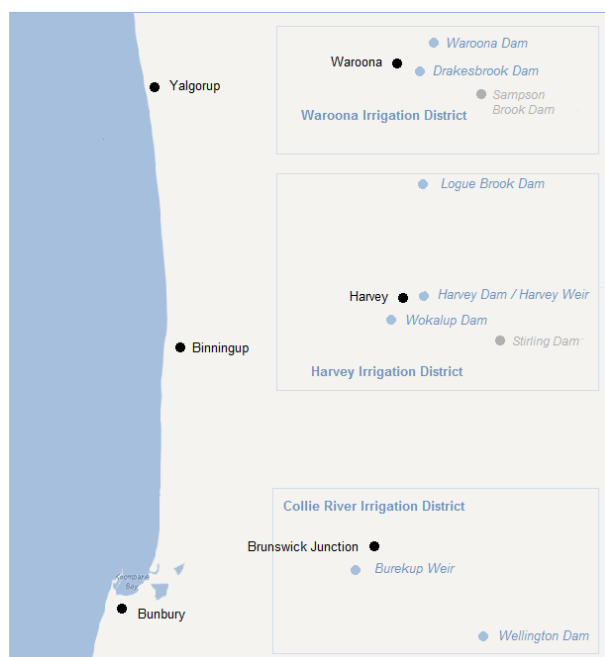 Waroona Dam
Waroona
Drakesbrook Dam
Yalgorup
Sampson
Brook Dam
Waroona Irrigation District
Logue Brook Dam
Harvey
Harvey Dam / Harvey Weir
Wokalup Dam
Stirling Dam
Binningup
Harvey Irrigation District
Collie River Irrigation District
Brunswick Junction
Burekup Weir
Koombana
Bay
Bunbury
Wellington Dam